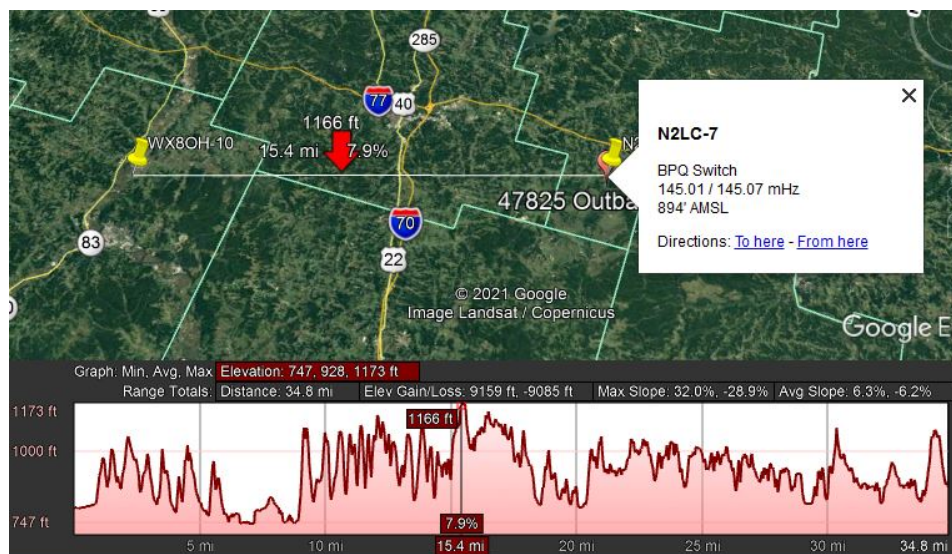 285
77
40
1166 ft
WX8OH-10
15.4 mi 7.9%
N2
N2LC-7
BPQ Switch
145.01 / 145.07 mHz
894' AMSL
Directions: To here - From here
47825 Outba
70
83
22
© 2021 Google
Image Landsat / Copernicus
Google E
Graph: Min, Avg, Max Elevation: 747, 928, 1173 ft
Range Totals: Distance: 34.8 mi Elev Gain/Loss: 9159 ft, -9085 ft Max Slope: 32.0%, -28.9% Avg Slope: 6.3%, -6.2%
1173 ft
1166 ft
1000 ft
747 ft
7.9%
5 mi 10 mi 15.4 mi 20 mi 25 mi 30 mi 34.8 mi